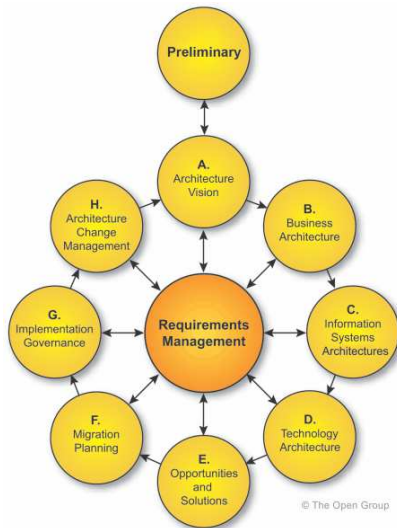 Preliminary
A.
Architecture
Vision
B.
Business
Architecture
C.
Information
Systems
Architectures
D.
Technology
Architecture
E.
Opportunities
and
Solutions
F.
Migration
Planning
G.
Implementation
Governance
H.
Architecture
Change
Management
Requirements
Management
© The Open Group